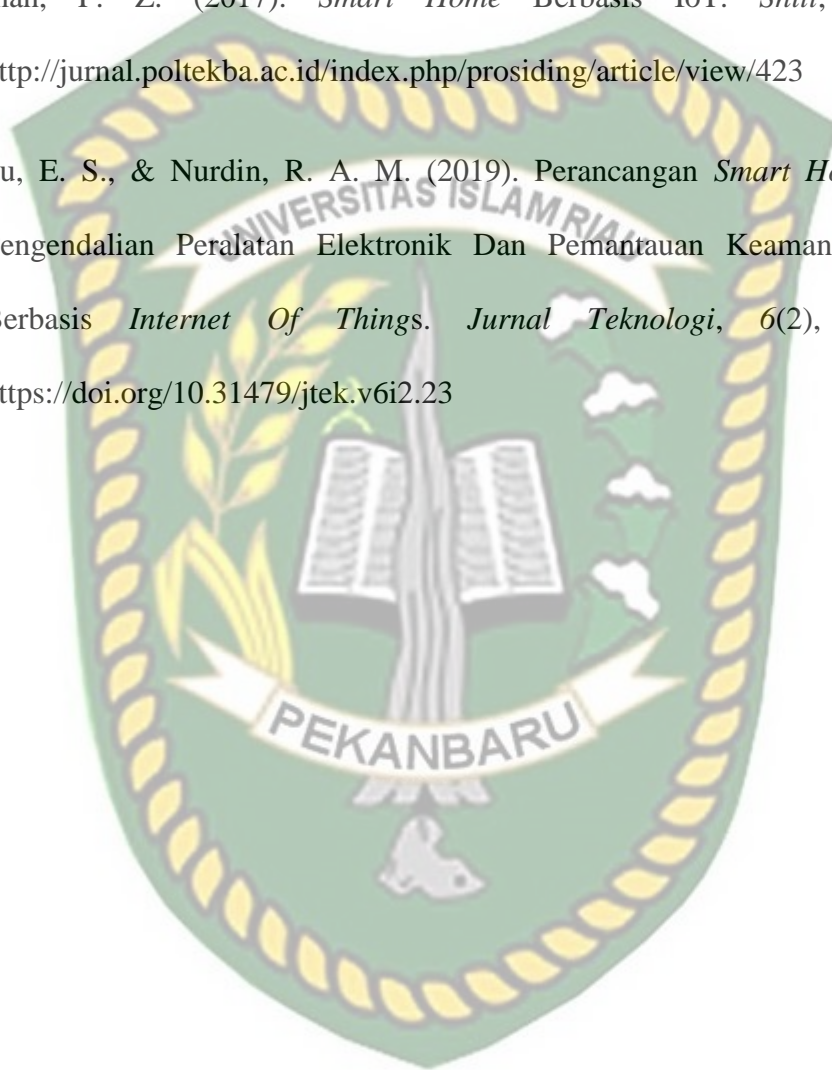 2017). Smart Home Berbasis IoT.
ttp://jurnal.poltekba.ac.id/index.php/prosiding/article/view/423
u, E. S., & Nurdin, R. A. M. (2019). Perancangan Smart
engendalian Peralatan Elektronik Dan Pemantauan Keaman
erbasis Internet Of Things. Jurnal Teknologi, 6(2),
ttps://doi.org/10.31479/jtek.v6i2.23
UNIVERSITAS ISLAM RIAU
PEKANBARU